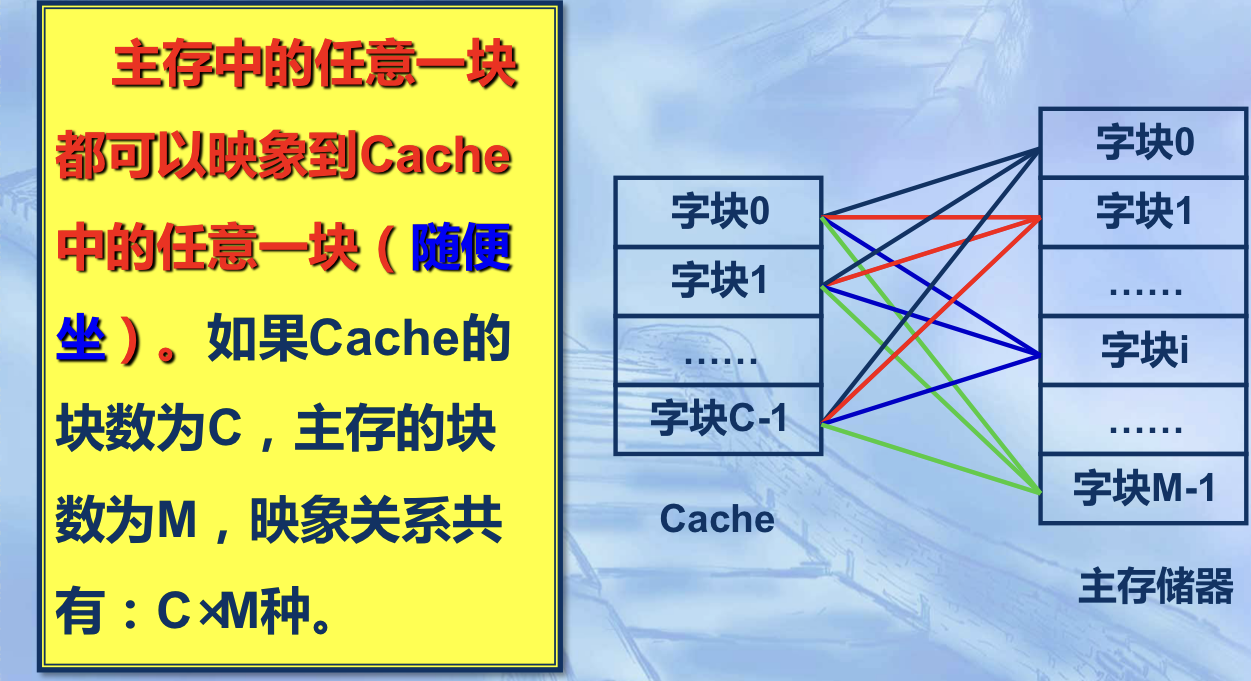 主存中的任意一块
都可以映象到Cache
中的任意一块（随便
坐）。如果Cache的
块数为C，主存的块
数为M，映象关系共
有：C×M种。
字块0
字块1
……
字块C-1
Cache
字块0
字块1
……
字块i
……
字块M-1
主存储器